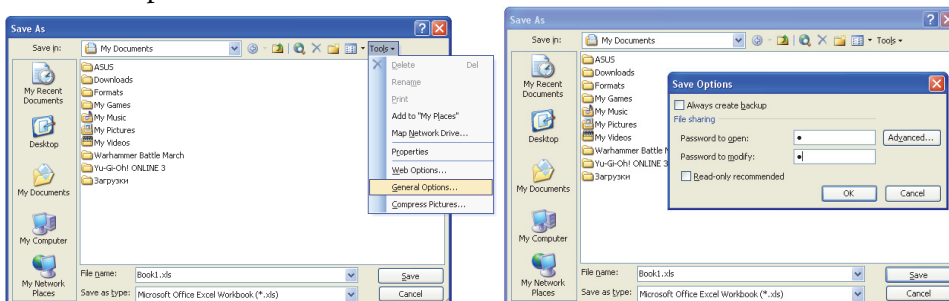 Save As
Save in:
My Documents
Tools
My Recent Documents
Desktop
My Documents
My Computer
My Network Places
ASUS
Downloads
Formats
My Games
My Music
My Pictures
My Videos
Warhammer Battle March
Yu-Gi-Oh! ONLINE 3
Загрузки
Delete Del
Rename
Print
Add to "My Places"
Map Network Drive...
Properties
Web Options...
General Options...
Compress Pictures...
File name: Book1.xls
Save
Save as type: Microsoft Office Excel Workbook (*.xls)
Cancel
Save As
Save in:
My Documents
Tools
My Recent Documents
Desktop
My Documents
My Computer
My Network Places
ASUS
Downloads
Formats
My Games
My Music
My Pictures
My Videos
Warhammer Battle M
Yu-Gi-Oh! ONLINE 3
Загрузки
Save Options
Always create backup
File sharing
Password to open:
Advanced...
Password to modify:
Read-only recommended
OK
Cancel
File name: Book1.xls
Save
Save as type: Microsoft Office Excel Workbook (*.xls)
Cancel